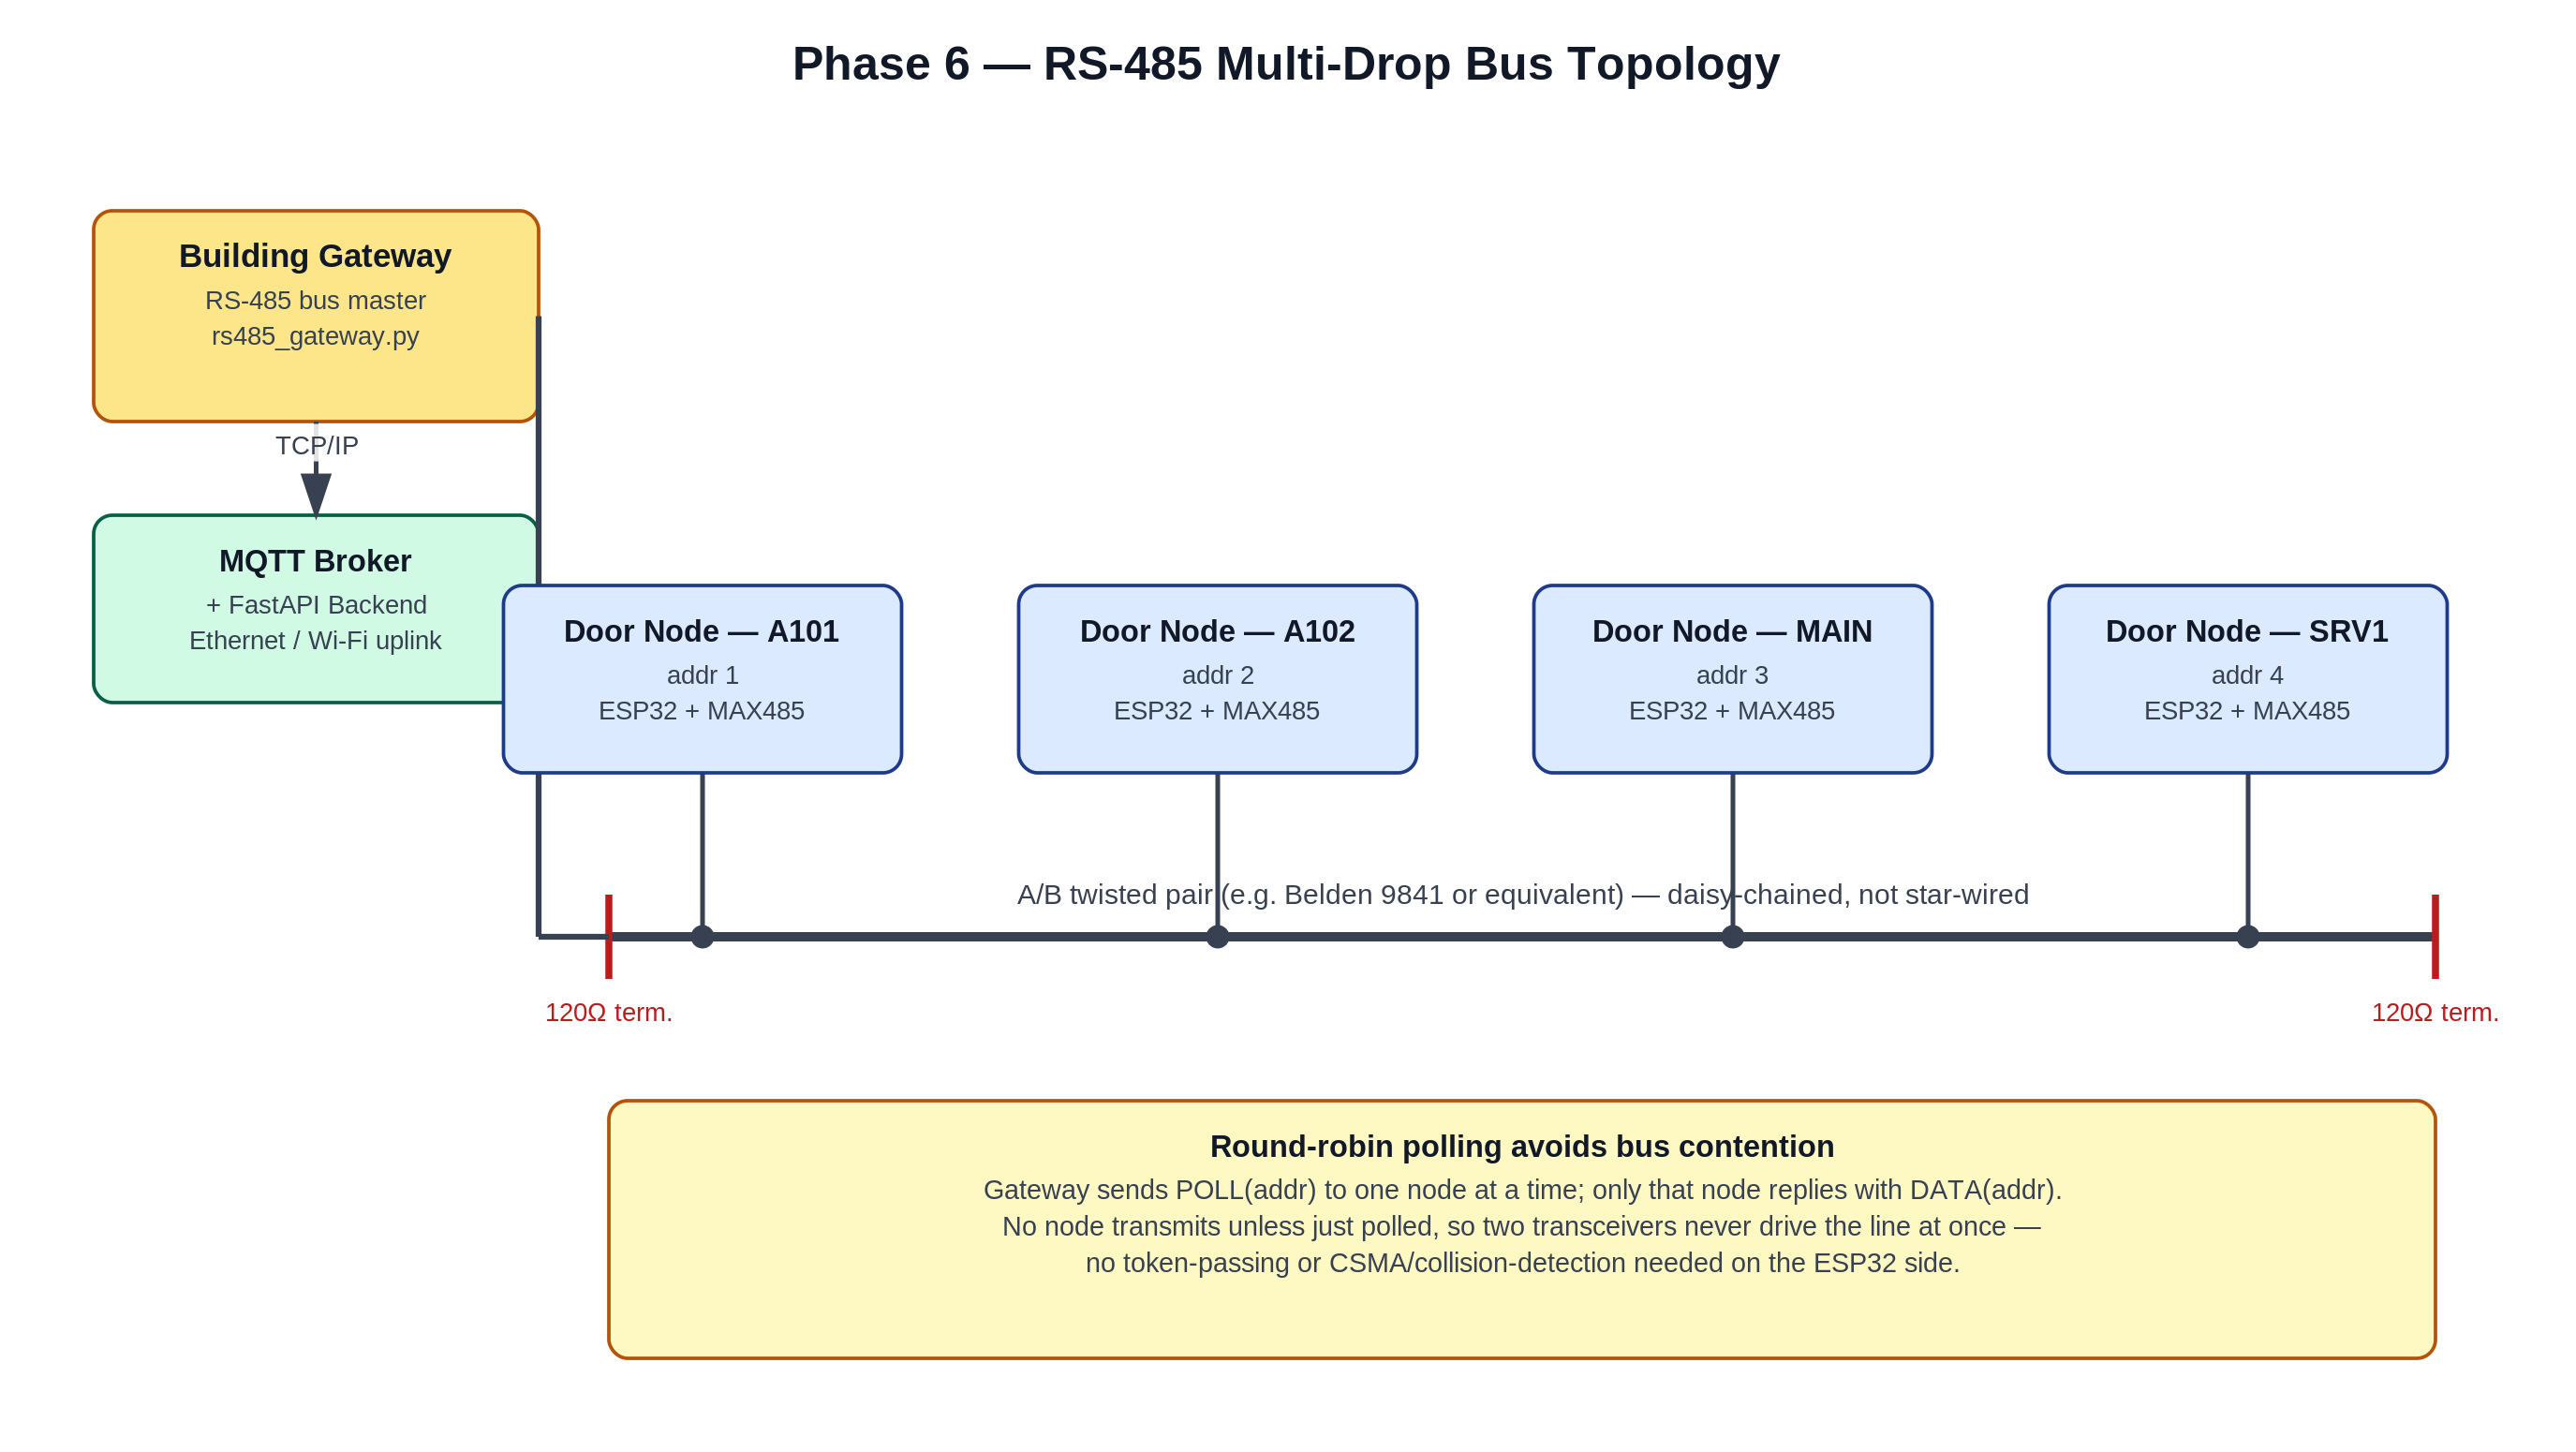 Phase 6 — RS-485 Multi-Drop Bus Topology
Building Gateway
RS-485 bus master
rs485_gateway.py
TCP/IP
MQTT Broker
+ FastAPI Backend
Ethernet / Wi-Fi uplink
Door Node — A101
addr 1
ESP32 + MAX485
Door Node — A102
addr 2
ESP32 + MAX485
Door Node — MAIN
addr 3
ESP32 + MAX485
Door Node — SRV1
addr 4
ESP32 + MAX485
A/B twisted pair (e.g. Belden 9841 or equivalent) — daisy-chained, not star-wired
120Ω term.
120Ω term.
Round-robin polling avoids bus contention
Gateway sends POLL(addr) to one node at a time; only that node replies with DATA(addr).
No node transmits unless just polled, so two transceivers never drive the line at once —
no token-passing or CSMA/collision-detection needed on the ESP32 side.